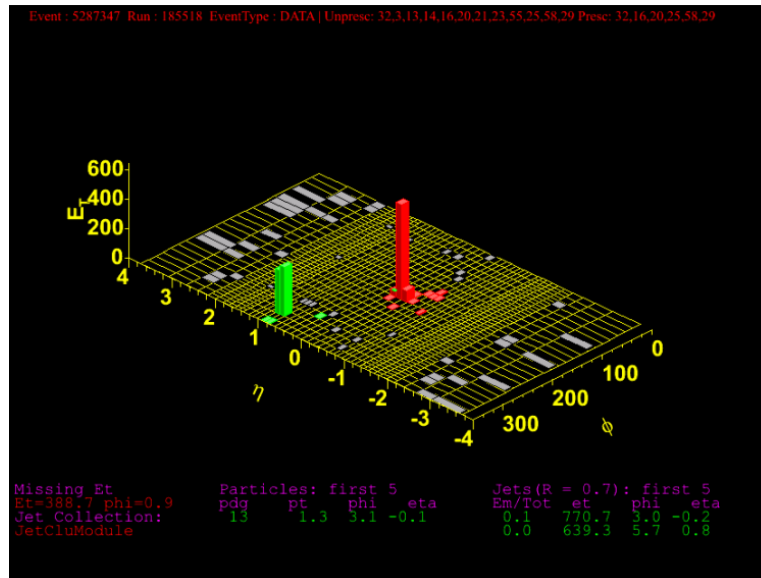 Event : 5287347 Run : 185518 EventType : DATA | Unpresc: 32,3,13,14,16,20,21,23,55,25,58,29 Presc: 32,16,20,25,58,29
600
400
200
0
E_T
4
3
2
1
0
-1
-2
-3
-4
η
0
100
200
300
ϕ
Missing Et Particles: first 5 Jets(R = 0.7): first 5
Et=388.7 phi=0.9 pdg pt phi eta Em/Tot et phi eta
Jet Collection: 13 1.3 3.1 -0.1 0.1 770.7 3.0 -0.2
JetCluModule 0.0 639.3 5.7 0.8